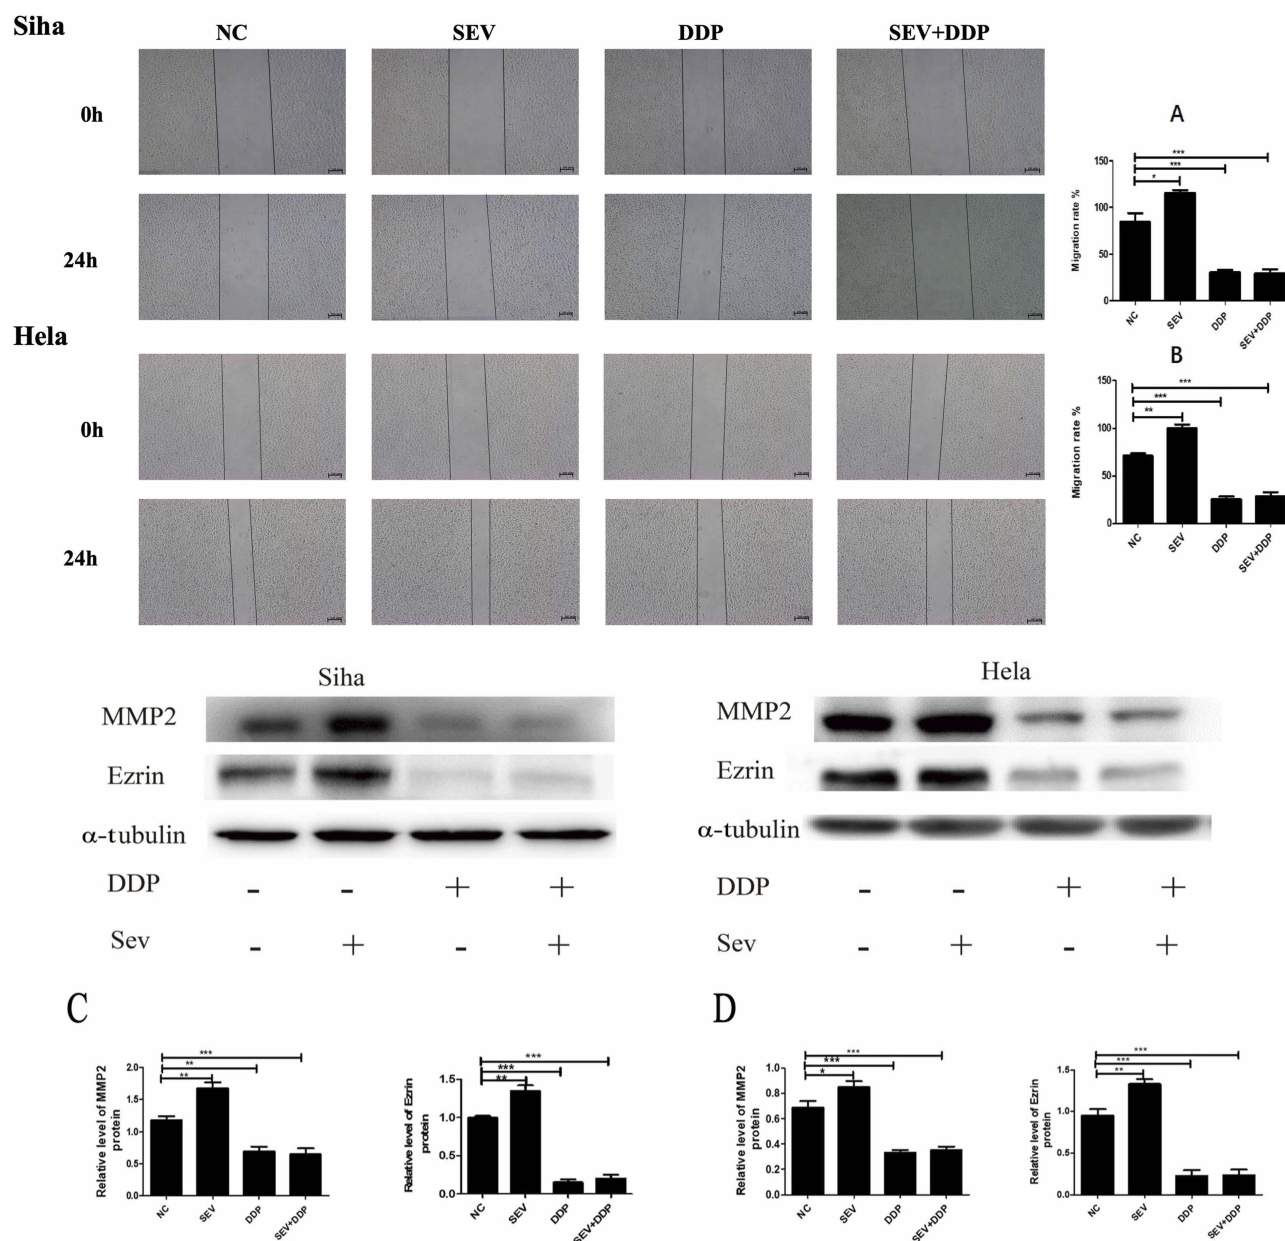 Siha
NC SEV DDP SEV+DDP
0h
24h
Hela
0h
24h
A
***
***
*
150
100
50
0
Migration rate %
NC SEV DDP SEV+DDP
B
***
***
**
150
100
50
0
Migration rate %
NC SEV DDP SEV+DDP
Siha
MMP2
Ezrin
α-tubulin
DDP - - + +
Sev - + - +
Hela
MMP2
Ezrin
α-tubulin
DDP - - + +
Sev - + - +
C
***
**
**
2.0
1.5
1.0
0.5
0.0
Relative level of MMP2
protein
NC SEV DDP SEV+DDP
***
***
**
1.5
1.0
0.5
0.0
Relative level of Ezrin
protein
NC SEV DDP SEV+DDP
D
***
***
*
1.0
0.8
0.6
0.4
0.2
0.0
Relative level of MMP2
protein
NC SEV DDP SEV+DDP
***
***
**
1.5
1.0
0.5
0.0
Relative level of Ezrin
protein
NC SEV DDP SEV+DDP